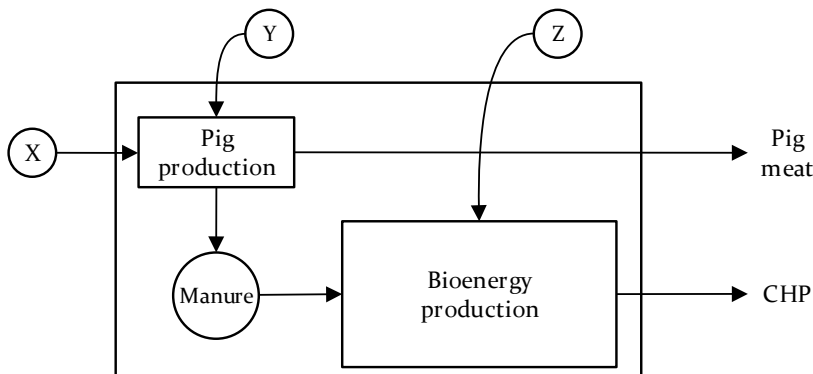 Y
Z
X
Pig
production
Pig
meat
Manure
Bioenergy
production
CHP